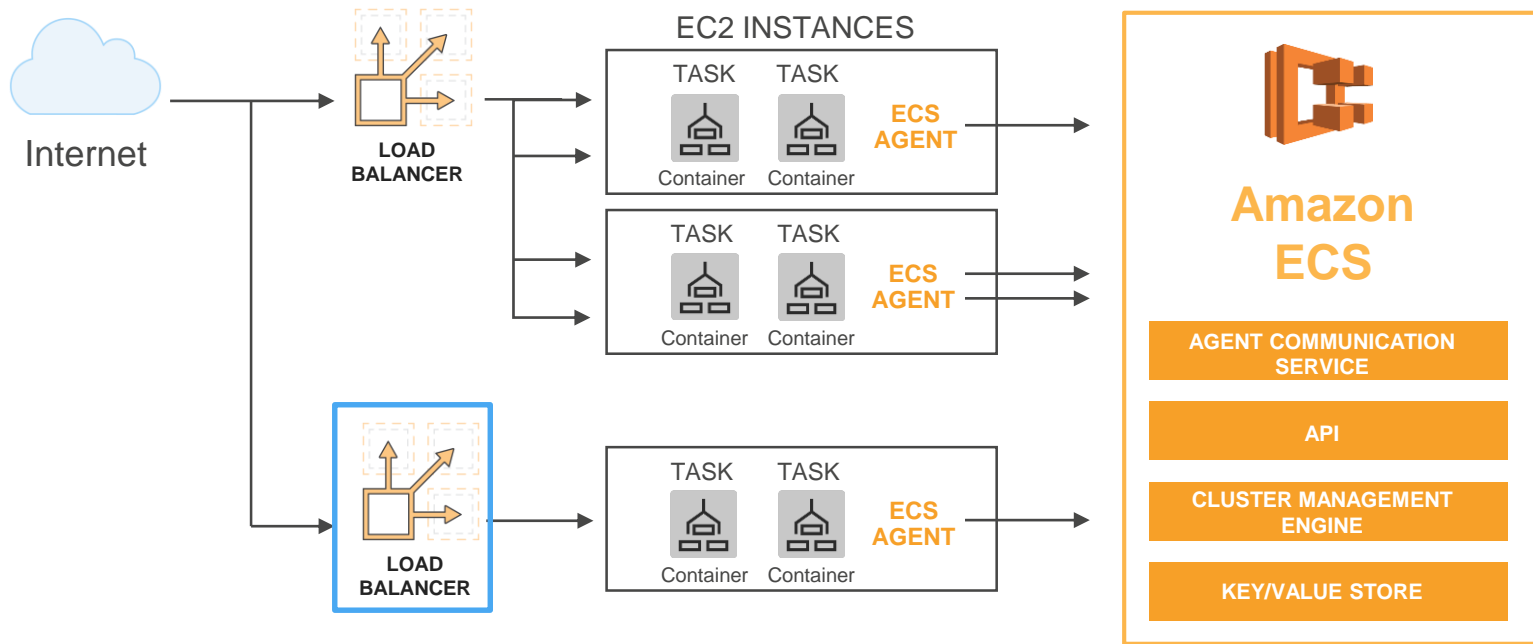 EC2 INSTANCES
Internet
LOAD
BALANCER
TASK
TASK
Container
Container
ECS
AGENT
TASK
TASK
Container
Container
ECS
AGENT
LOAD
BALANCER
TASK
TASK
Container
Container
ECS
AGENT
Amazon
ECS
AGENT COMMUNICATION
SERVICE
API
CLUSTER MANAGEMENT
ENGINE
KEY/VALUE STORE